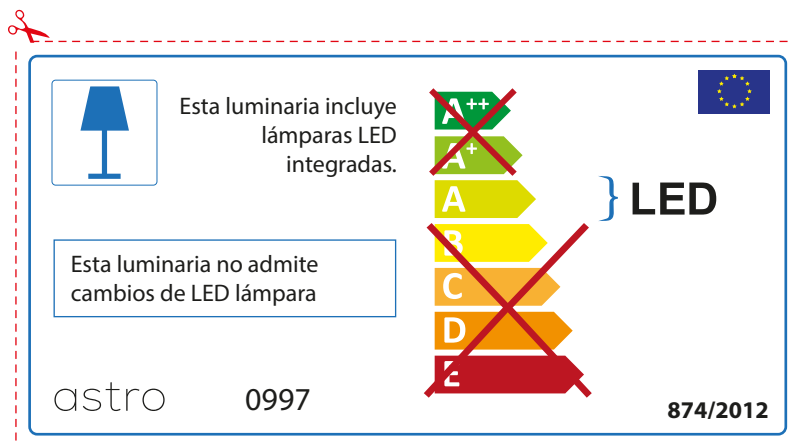 Esta luminaria incluye
lámparas LED
integradas.
A++
A+
A
B
C
D
E
LED
Esta luminaria no admite
cambios de LED lámpara
astro
0997
874/2012